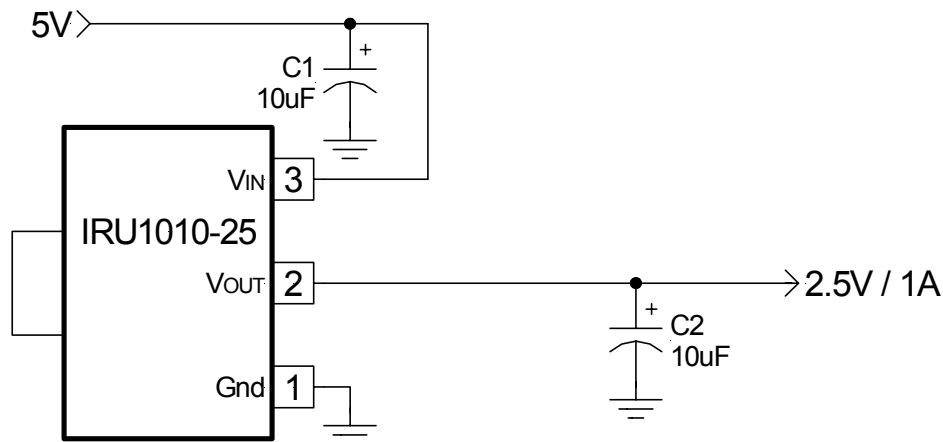 5V
+
C1
10uF
VIN
3
IRU1010-25
VOUT
2
2.5V / 1A
+
C2
10uF
Gnd
1